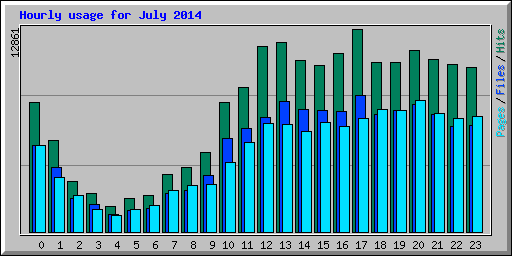 Hourly usage for July 2014
12861
Pages/Files/Hits
0 1 2 3 4 5 6 7 8 9 10 11 12 13 14 15 16 17 18 19 20 21 22 23